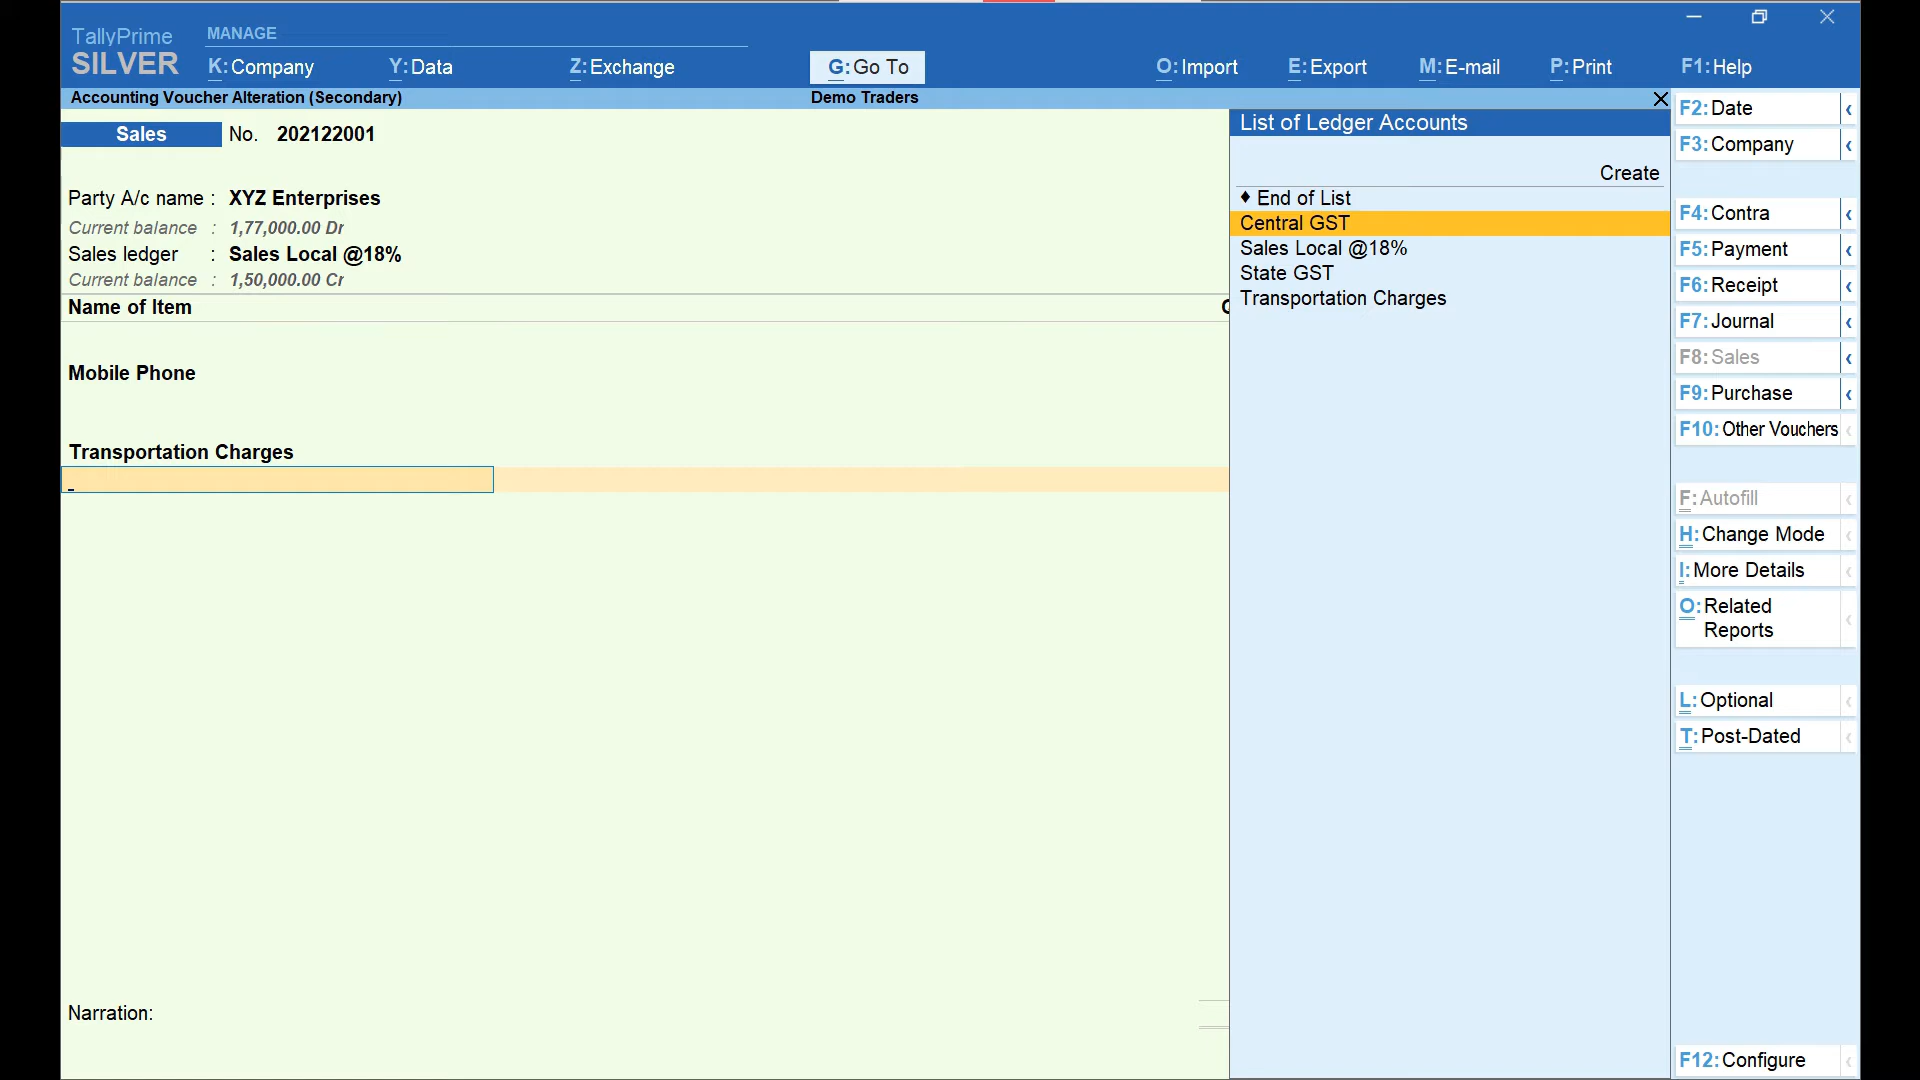 TallyPrime
SILVER
MANAGE
K:Company
Y:Data
Z:Exchange
G:Go To
O:Import
E:Export
M:E-mail
P:Print
F1:Help
Accounting Voucher Alteration (Secondary)
Demo Traders
Sales No. 202122001
Party A/c name : XYZ Enterprises
Current balance : 1,77,000.00 Dr
Sales ledger : Sales Local @18%
Current balance : 1,50,000.00 Cr
Name of Item
Mobile Phone
Transportation Charges
Narration:
List of Ledger Accounts
Create
♦ End of List
Central GST
Sales Local @18%
State GST
Transportation Charges
F2:Date
F3:Company
F4:Contra
F5:Payment
F6:Receipt
F7:Journal
F8:Sales
F9:Purchase
F10:Other Vouchers
F:Autofill
H:Change Mode
I:More Details
O:Related
Reports
L:Optional
T:Post-Dated
F12:Configure